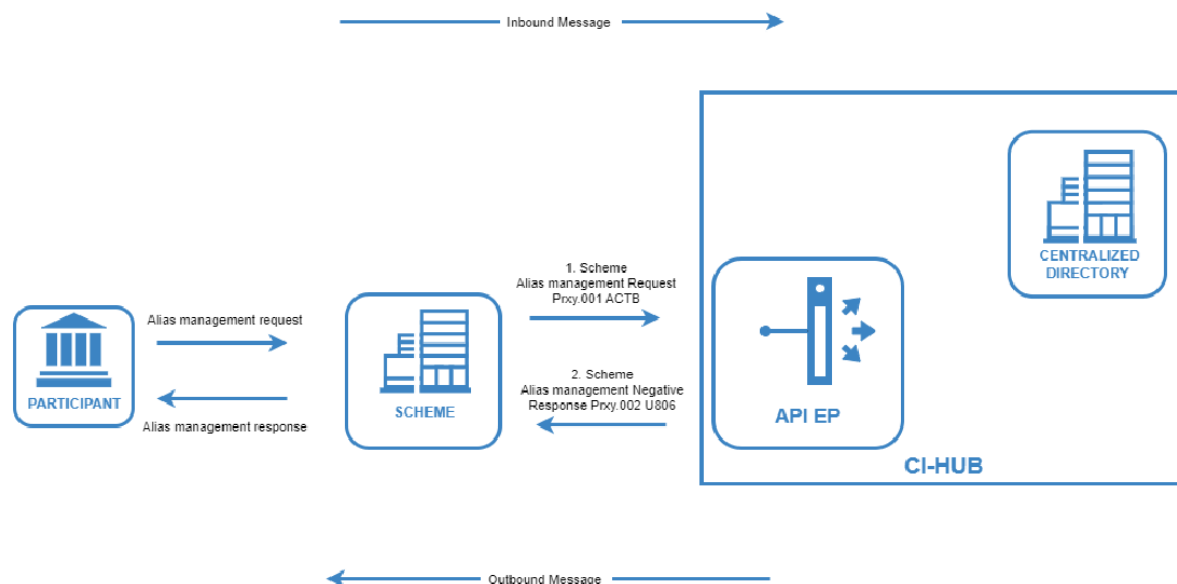 Inbound Message
CENTRALIZED
DIRECTORY
1. Scheme
Alias management Request
Prxy.001 ACTB
Alias management request
2. Scheme
Alias management Negative
Response Prxy.002 U806
PARTICIPANT
SCHEME
API EP
Alias management response
CI-HUB
Outbound Message